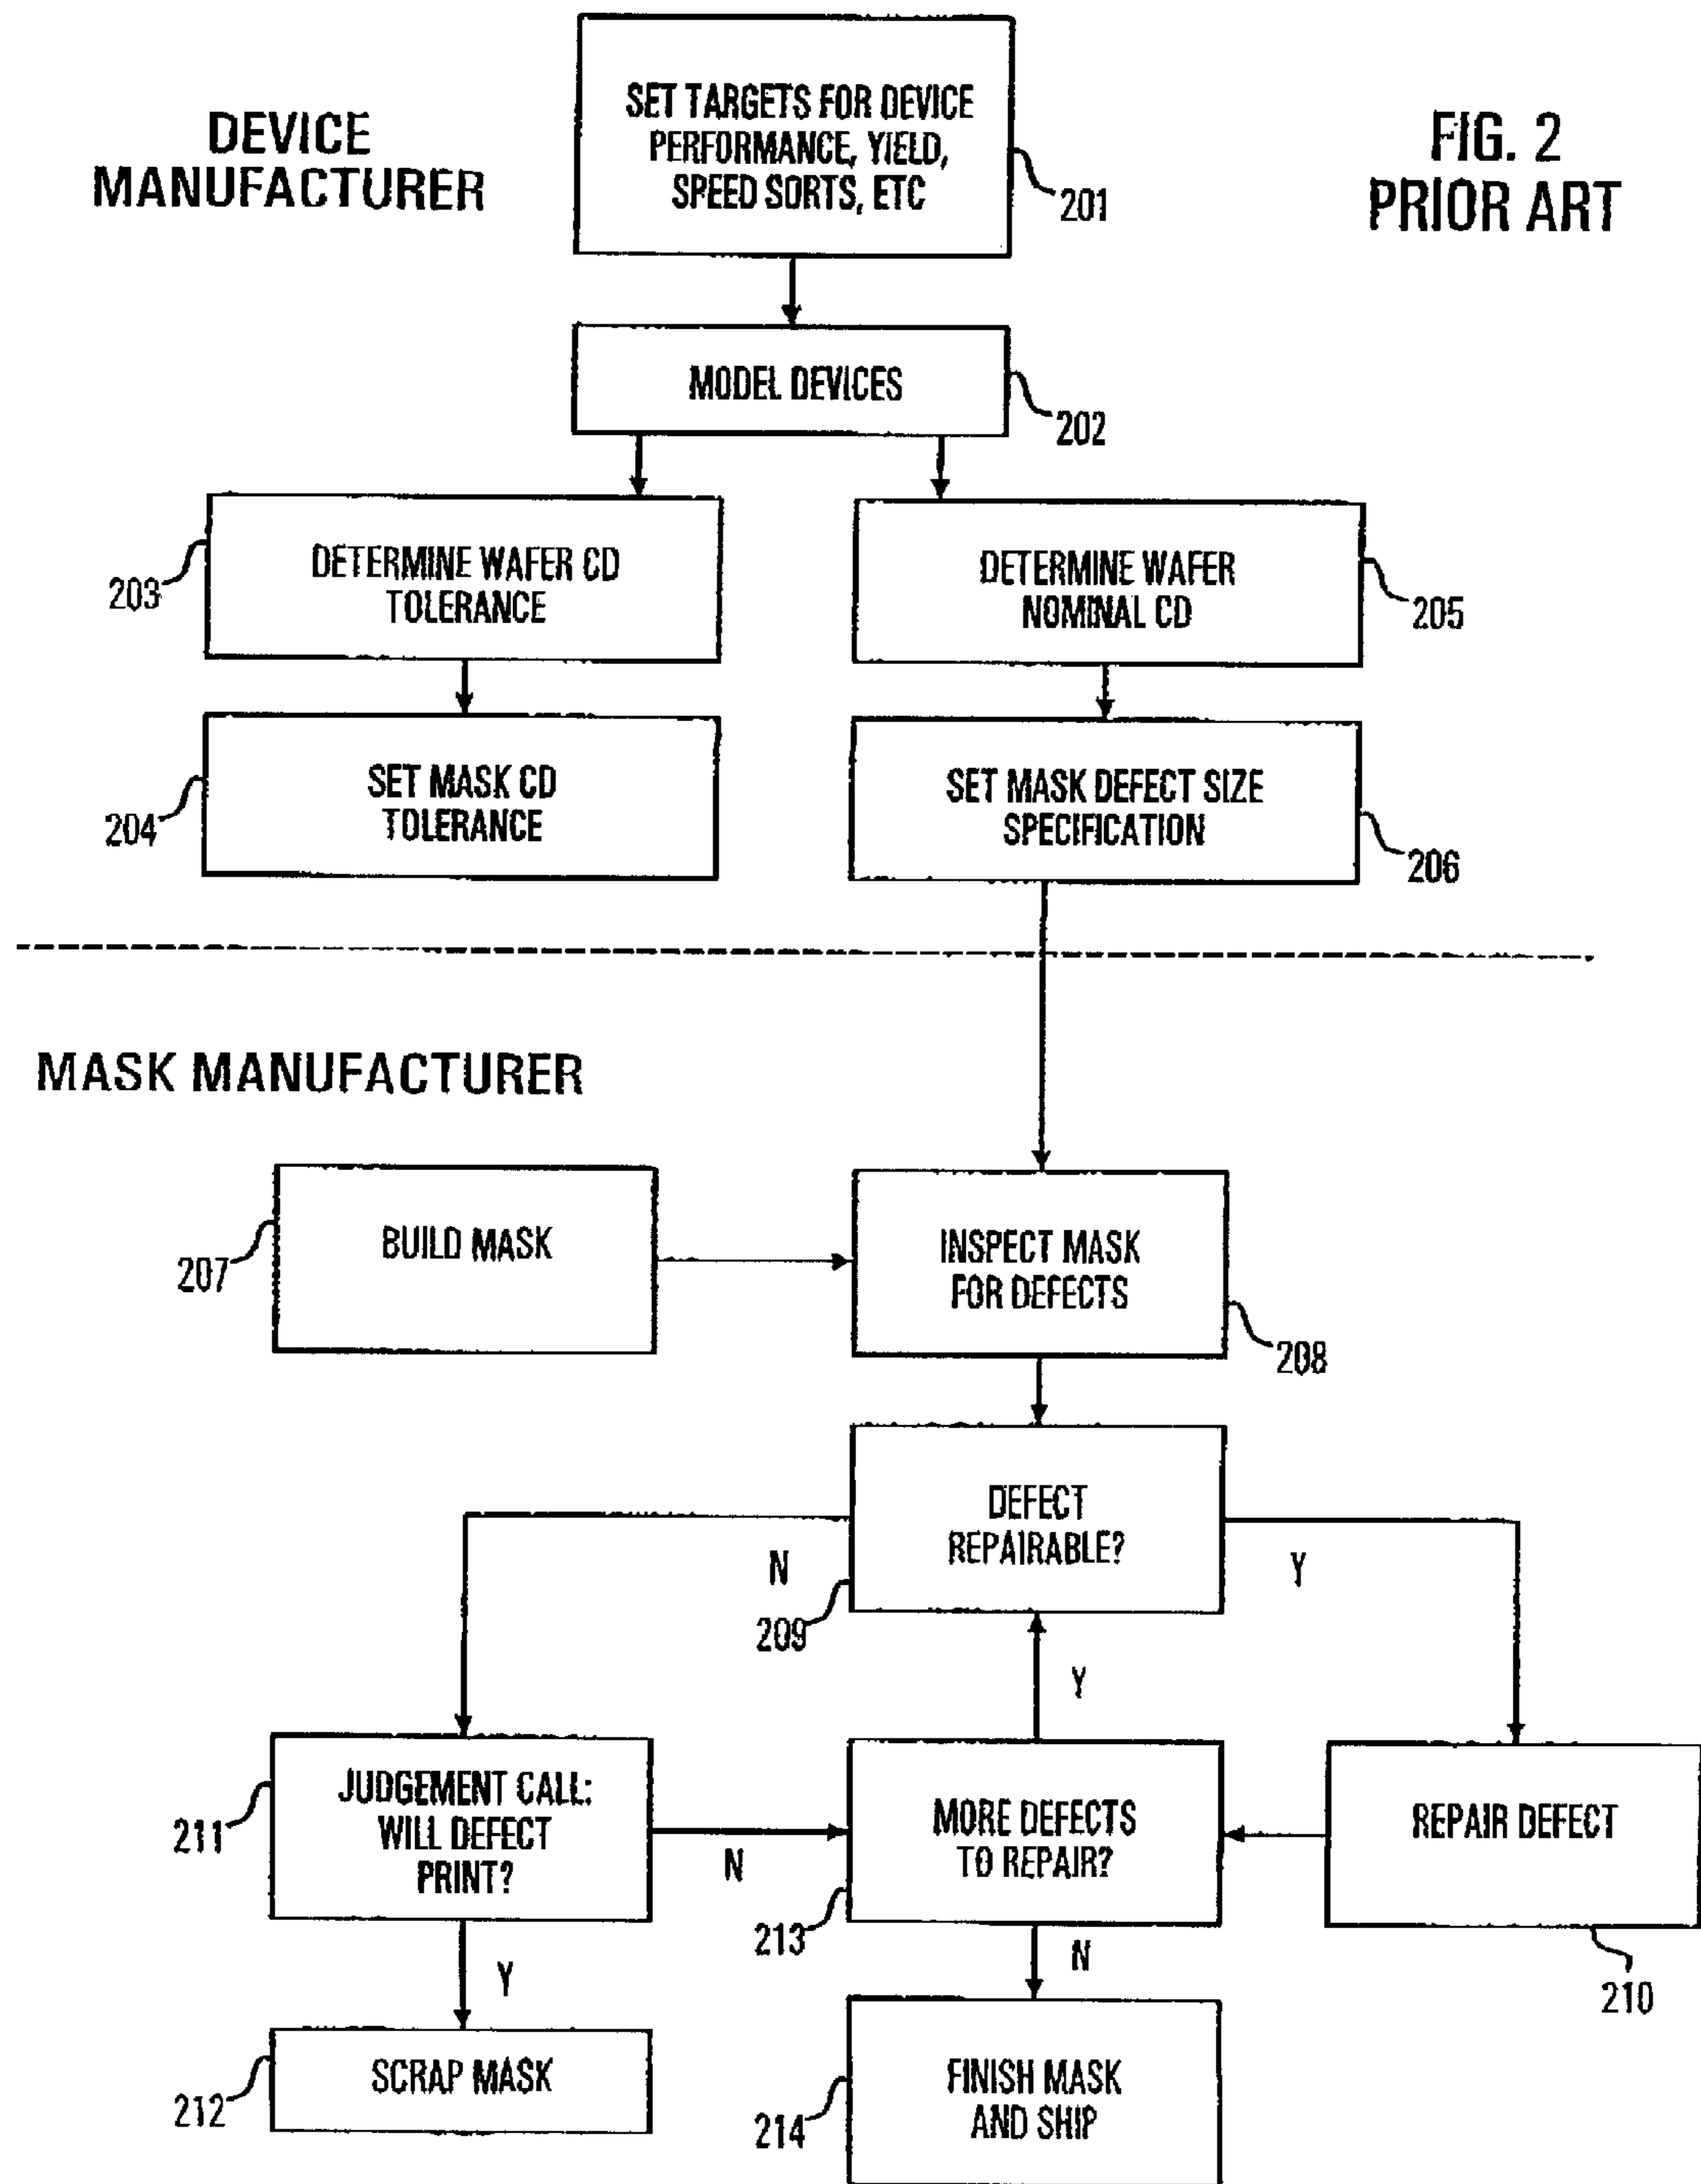 DEVICE
MANUFACTURER
FIG. 2
PRIOR ART
SET TARGETS FOR DEVICE
PERFORMANCE, YIELD,
SPEED SORTS, ETC
201
MODEL DEVICES
202
DETERMINE WAFER CD
TOLERANCE
203
DETERMINE WAFER
NOMINAL CD
205
SET MASK CD
TOLERANCE
204
SET MASK DEFECT SIZE
SPECIFICATION
206
MASK MANUFACTURER
BUILD MASK
207
INSPECT MASK
FOR DEFECTS
208
DEFECT
REPAIRABLE?
209
N
Y
Y
JUDGEMENT CALL:
WILL DEFECT
PRINT?
211
N
MORE DEFECTS
TO REPAIR?
213
REPAIR DEFECT
210
Y
N
SCRAP MASK
212
FINISH MASK
AND SHIP
214